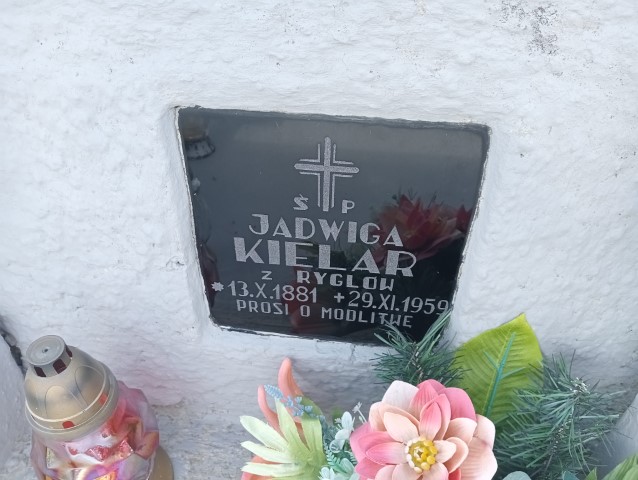 Ś P
JADWIGA
KIELAR
Z RYGLOW
* 13.X.1881 + 29.XI.1959
PROSI O MODLITWE